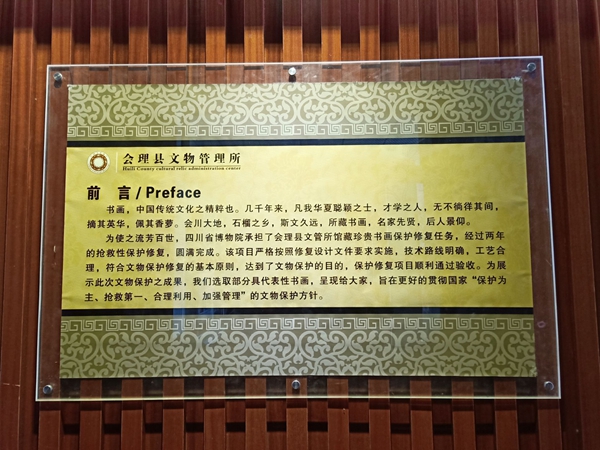 会理县文物管理所
Huili County cultural relic administration center
前 言/Preface
书画，中国传统文化之精粹也。几千年来，凡我华夏聪颖之士，才学之人，无不徜徉其间，
摘其英华，佩其香蓼。会川大地，石榴之乡，斯文久远，所藏书画，名家先贤，后人景仰。
为使之流芳百世，四川省博物院承担了会理县文管所馆藏珍贵书画保护修复任务，经过两年
的抢救性保护修复，圆满完成。该项目严格按照修复设计文件要求实施，技术路线明确，工艺合
理，符合文物保护修复的基本原则，达到了文物保护的目的，保护修复项目顺利通过验收。为展
示此次文物保护之成果，我们选取部分具代表性书画，呈现给大家，旨在更好的贯彻国家“保护为
主、抢救第一、合理利用、加强管理”的文物保护方针。